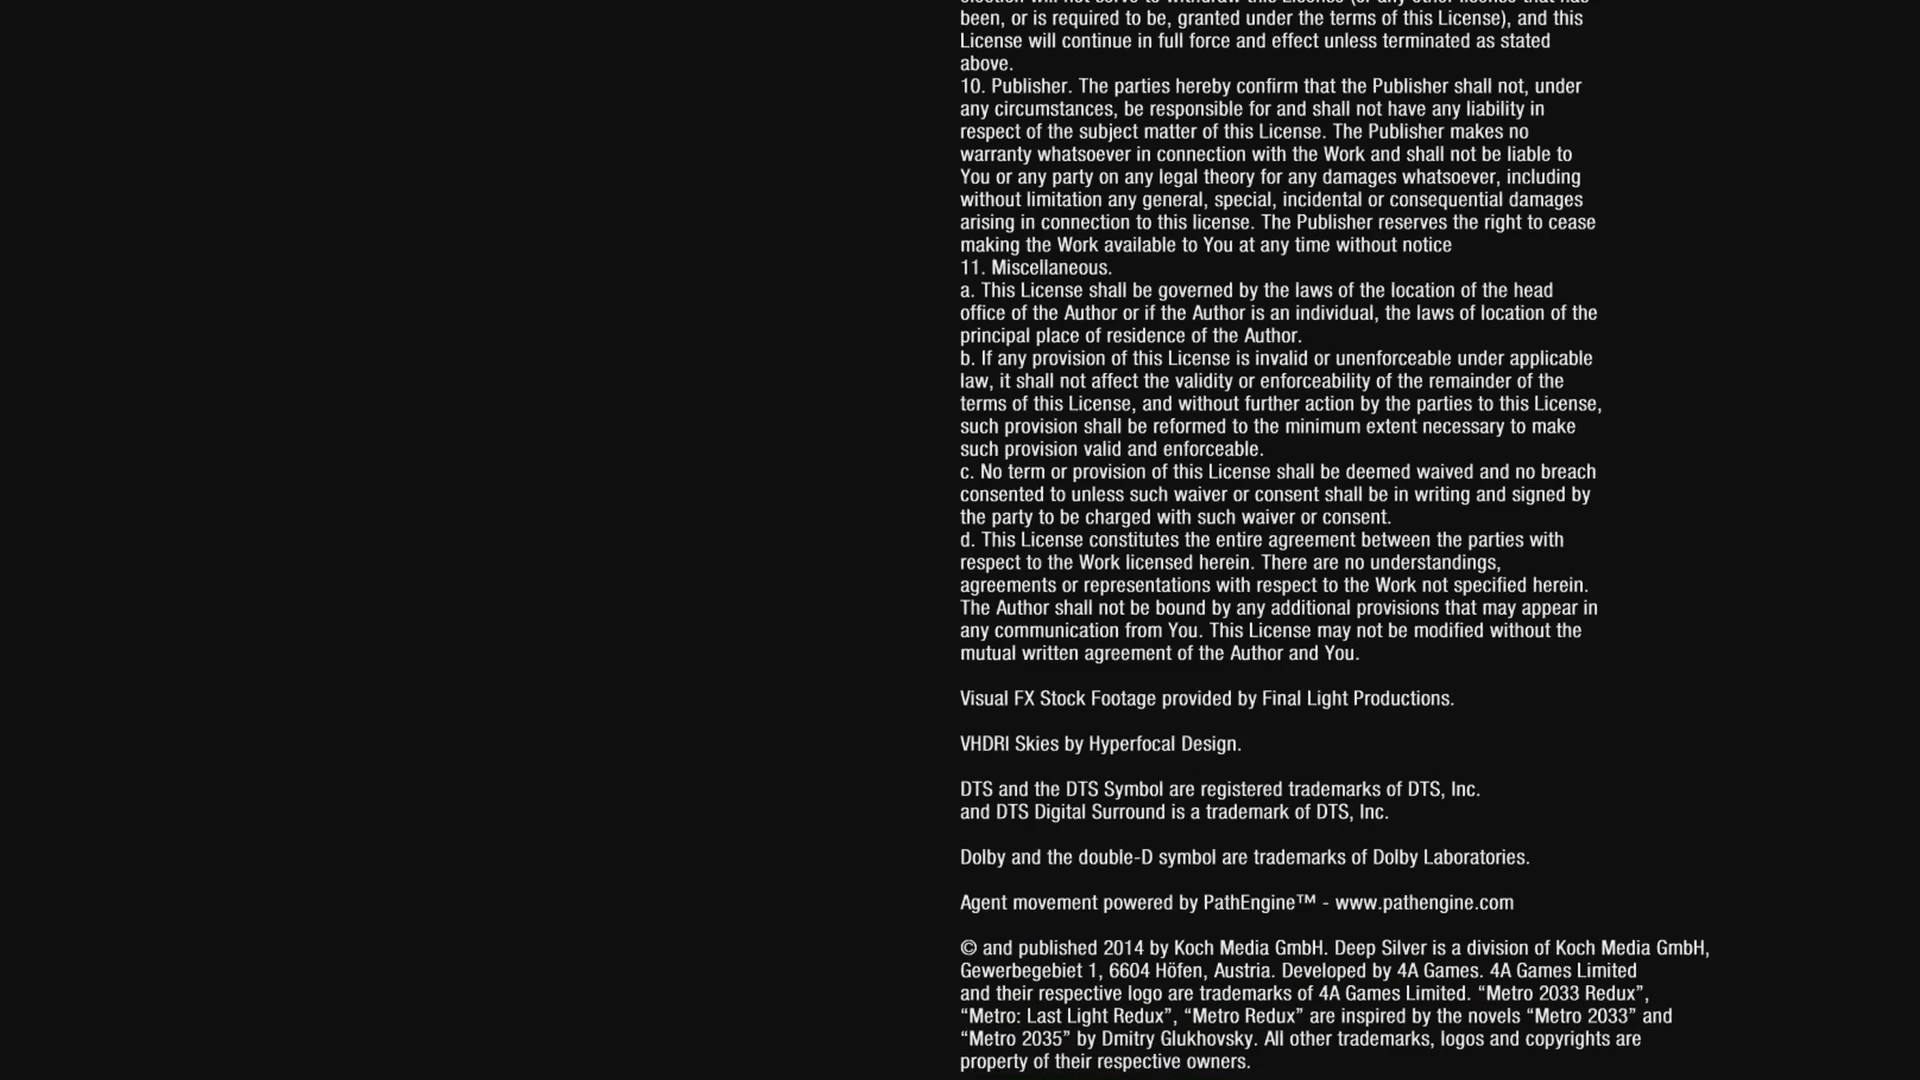 election will not serve to withdraw this License (or any other license that has
been, or is required to be, granted under the terms of this License), and this
License will continue in full force and effect unless terminated as stated
above.
10. Publisher. The parties hereby confirm that the Publisher shall not, under
any circumstances, be responsible for and shall not have any liability in
respect of the subject matter of this License. The Publisher makes no
warranty whatsoever in connection with the Work and shall not be liable to
You or any party on any legal theory for any damages whatsoever, including
without limitation any general, special, incidental or consequential damages
arising in connection to this license. The Publisher reserves the right to cease
making the Work available to You at any time without notice
11. Miscellaneous.
a. This License shall be governed by the laws of the location of the head
office of the Author or if the Author is an individual, the laws of location of the
principal place of residence of the Author.
b. If any provision of this License is invalid or unenforceable under applicable
law, it shall not affect the validity or enforceability of the remainder of the
terms of this License, and without further action by the parties to this License,
such provision shall be reformed to the minimum extent necessary to make
such provision valid and enforceable.
c. No term or provision of this License shall be deemed waived and no breach
consented to unless such waiver or consent shall be in writing and signed by
the party to be charged with such waiver or consent.
d. This License constitutes the entire agreement between the parties with
respect to the Work licensed herein. There are no understandings,
agreements or representations with respect to the Work not specified herein.
The Author shall not be bound by any additional provisions that may appear in
any communication from You. This License may not be modified without the
mutual written agreement of the Author and You.
Visual FX Stock Footage provided by Final Light Productions.
VHDRI Skies by Hyperfocal Design.
DTS and the DTS Symbol are registered trademarks of DTS, Inc.
and DTS Digital Surround is a trademark of DTS, Inc.
Dolby and the double-D symbol are trademarks of Dolby Laboratories.
Agent movement powered by PathEngine™ - www.pathengine.com
© and published 2014 by Koch Media GmbH. Deep Silver is a division of Koch Media GmbH,
Gewerbegebiet 1, 6604 Höfen, Austria. Developed by 4A Games. 4A Games Limited
and their respective logo are trademarks of 4A Games Limited. “Metro 2033 Redux”,
“Metro: Last Light Redux”, “Metro Redux” are inspired by the novels “Metro 2033” and
“Metro 2035” by Dmitry Glukhovsky. All other trademarks, logos and copyrights are
property of their respective owners.